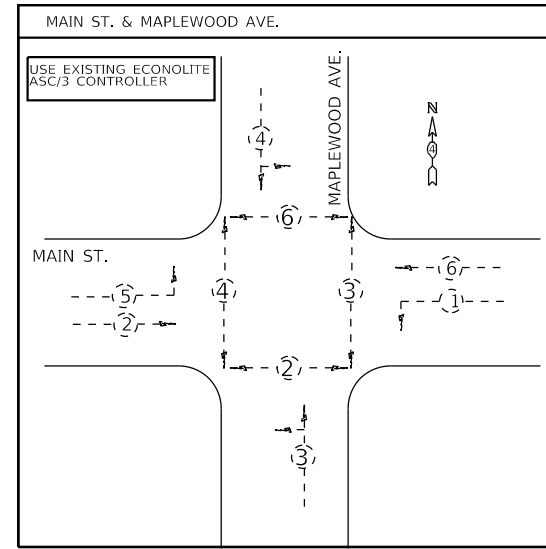 MAIN ST. & MAPLEWOOD AVE.
USE EXISTING ECONOLITE
ASC/3 CONTROLLER
MAPLEWOOD AVE.
N
4
4
6
MAIN ST.
6
5
4
3
1
2
2
3